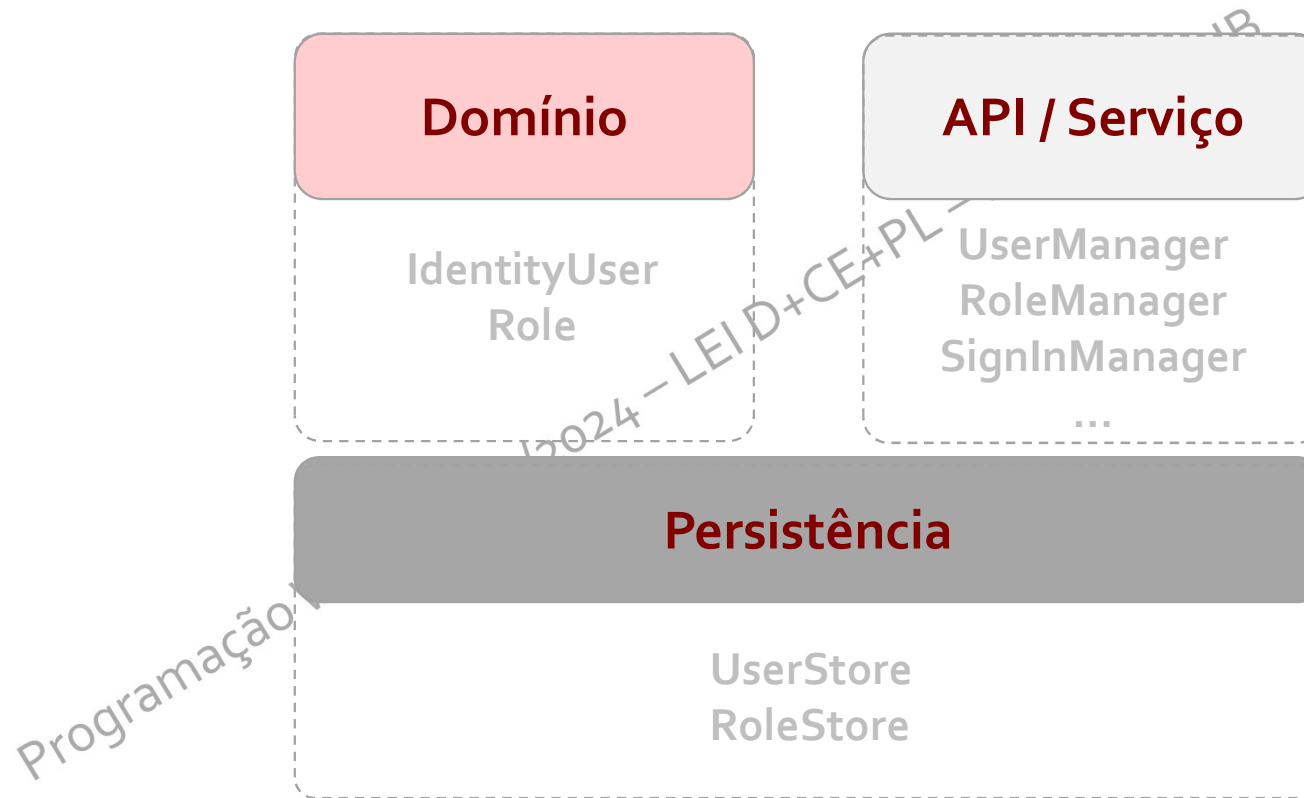 Domínio
IdentityUser
Role
API / Serviço
UserManager
RoleManager
SignInManager
...
Persistência
UserStore
RoleStore
Programação
/2024 – LEI D+CE+PL –